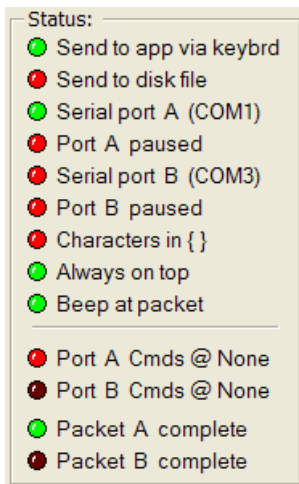 Status:
Send to app via keybrd
Send to disk file
Serial port A (COM1)
Port A paused
Serial port B (COM3)
Port B paused
Characters in { }
Always on top
Beep at packet
Port A Cmds @ None
Port B Cmds @ None
Packet A complete
Packet B complete